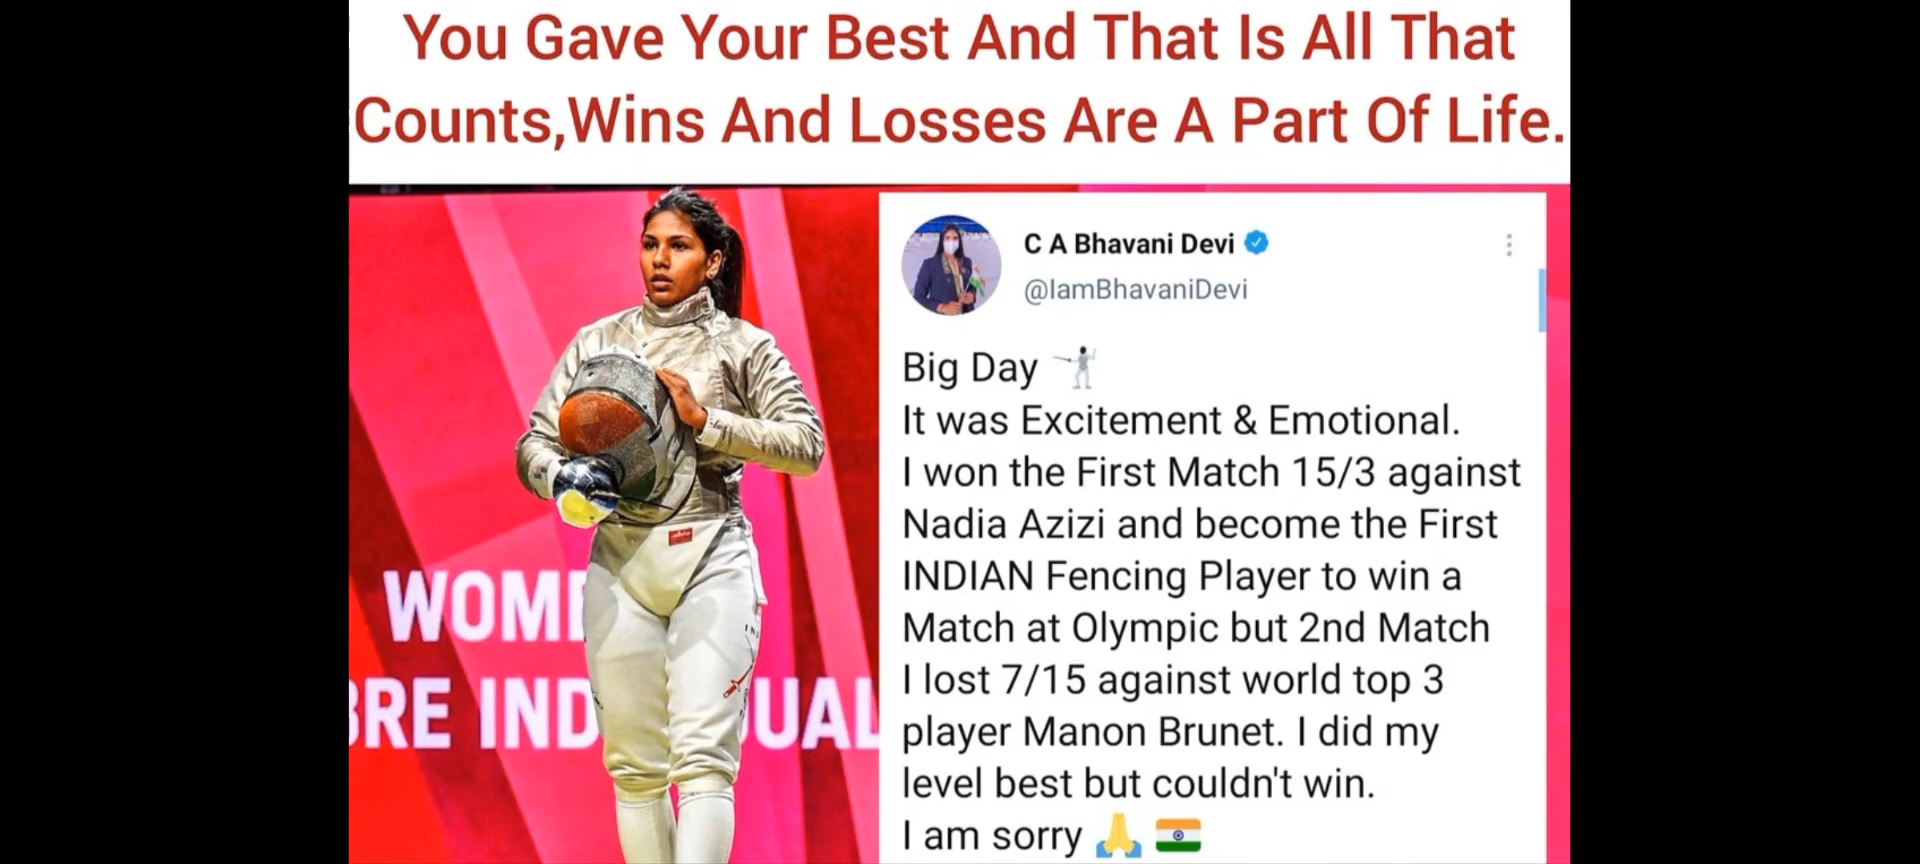 You Gave Your Best And That Is All That
Counts,Wins And Losses Are A Part Of Life.
C A Bhavani Devi
@IamBhavaniDevi
Big Day 🤺
It was Excitement & Emotional.
I won the First Match 15/3 against
Nadia Azizi and become the First
INDIAN Fencing Player to win a
Match at Olympic but 2nd Match
I lost 7/15 against world top 3
player Manon Brunet. I did my
level best but couldn't win.
I am sorry 🙏 🇮🇳
WOME
BRE IND UAL